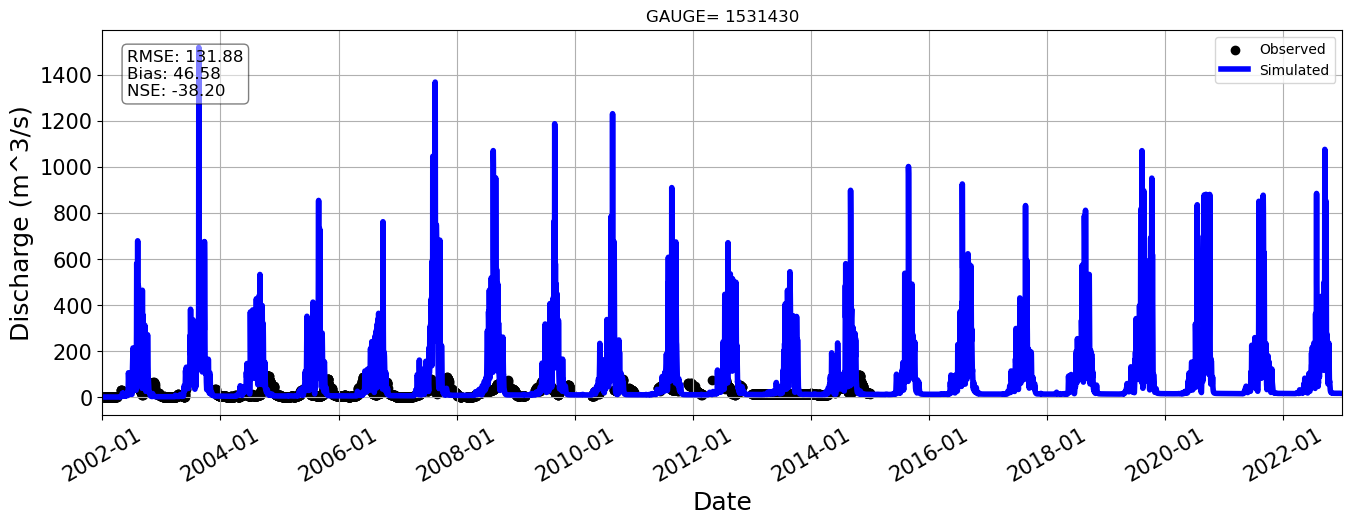 GAUGE= 1531430
RMSE: 131.88
Bias: 46.58
NSE: -38.20
Observed
Simulated
1400
1200
1000
800
600
400
200
0
Discharge (m^3/s)
2002-01
2004-01
2006-01
2008-01
2010-01
2012-01
2014-01
2016-01
2018-01
2020-01
2022-01
Date